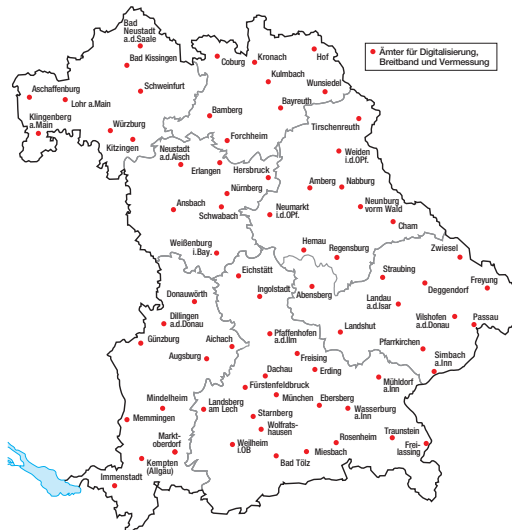 Bad
Neustadt
a.d.Saale
Bad Kissingen
Coburg
Kronach
Hof
Ämter für Digitalisierung,
Breitband und Vermessung
Kulmbach
Aschaffenburg
Lohr a.Main
Schweinfurt
Wunsiedel
Klingenberg
a.Main
Bamberg
Bayreuth
Würzburg
Kitzingen
Forchheim
Tirschenreuth
Neustadt
a.d.Aisch
Erlangen
Hersbruck
Weiden
i.d.OPf.
Nürnberg
Amberg
Nabburg
Ansbach
Schwabach
Neumarkt
i.d.OPf.
Neunburg
vorm Wald
Cham
Weißenburg
i.Bay.
Hemau
Regensburg
Zwiesel
Eichstätt
Straubing
Ingolstadt
Abensberg
Deggendorf
Freyung
Donauwörth
Landau
a.d.Isar
Dillingen
a.d.Donau
Vilshofen
a.d.Donau
Passau
Günzburg
Aichach
Pfaffenhofen
a.d.Ilm
Landshut
Pfarrkirchen
Augsburg
Freising
Simbach
a.Inn
Dachau
Erding
Fürstenfeldbruck
Mühldorf
a.Inn
Mindelheim
Landsberg
am Lech
München
Ebersberg
Memmingen
Starnberg
Wasserburg
a.Inn
Wolfrats-
hausen
Markt-
oberdorf
Weilheim
i.OB
Rosenheim
Traunstein
Frei-
lassing
Kempten
(Allgäu)
Bad Tölz
Miesbach
Immenstadt